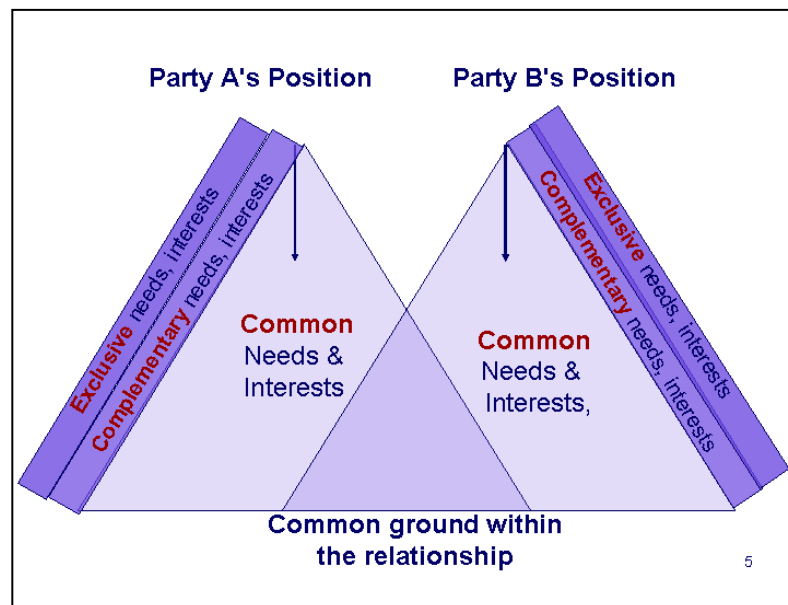 Party A's Position
Party B's Position
Exclusive needs, interests
Complementary needs, interests
Common
Needs &
Interests
Common
Needs &
Interests,
Complementary needs, interests
Exclusive needs, interests
Common ground within
the relationship
5